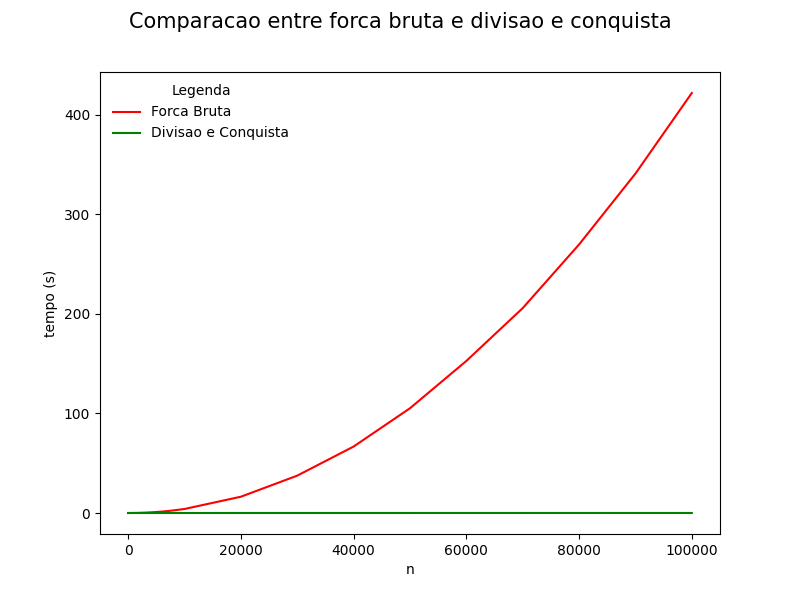 Comparacao entre forca bruta e divisao e conquista
Legenda
Forca Bruta
Divisao e Conquista
tempo (s)
400
300
200
100
0
0 20000 40000 60000 80000 100000
n